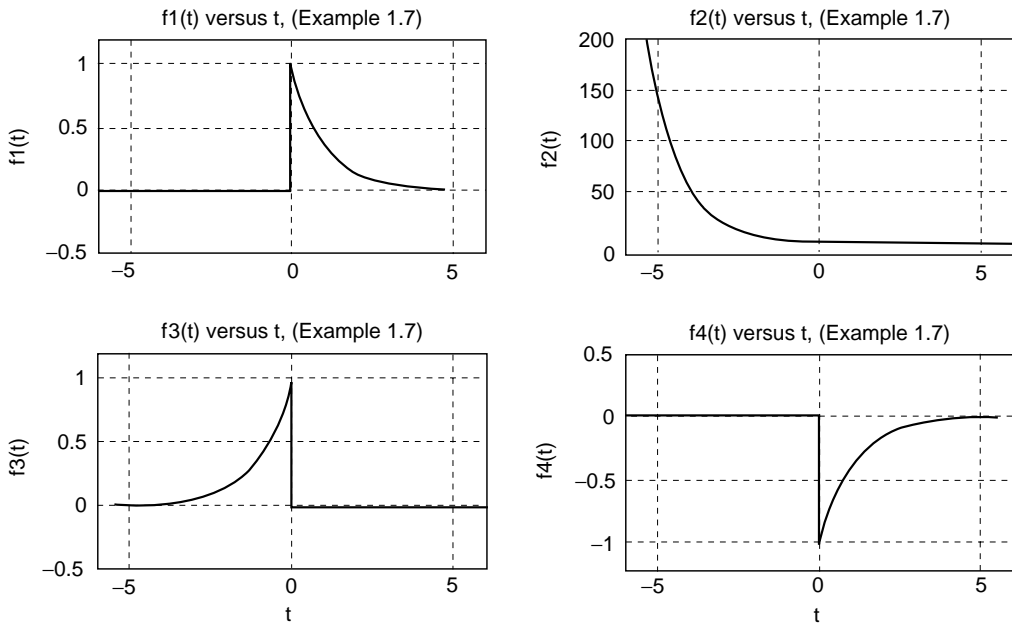 f1(t) versus t, (Example 1.7)
1
0.5
0
−0.5
−5
0
5
f1(t)
f2(t) versus t, (Example 1.7)
200
150
100
50
0
−5
0
5
f2(t)
f3(t) versus t, (Example 1.7)
1
0.5
0
−0.5
−5
0
5
f3(t)
t
f4(t) versus t, (Example 1.7)
0.5
0
−0.5
−1
−5
0
5
f4(t)
t